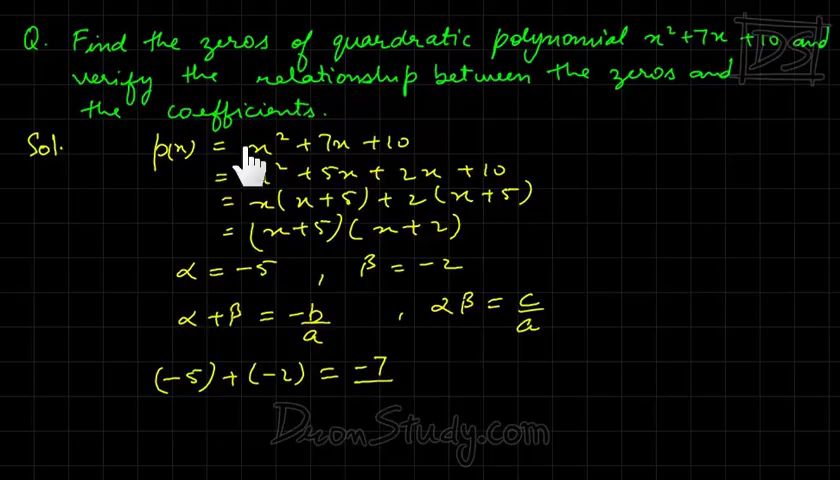 Q. Find the zeros of quardratic polynomial x² + 7x + 10 and
verify the relationship between the zeros and
the coefficients.
Sol. p(x) = x² + 7x + 10
= x² + 5x + 2x + 10
= x(x+5) + 2(x+5)
= (x+5)(x+2)
α = -5 , β = -2
α + β = -b/a , αβ = c/a
(-5) + (-2) = -7
DronStudy.com
DS